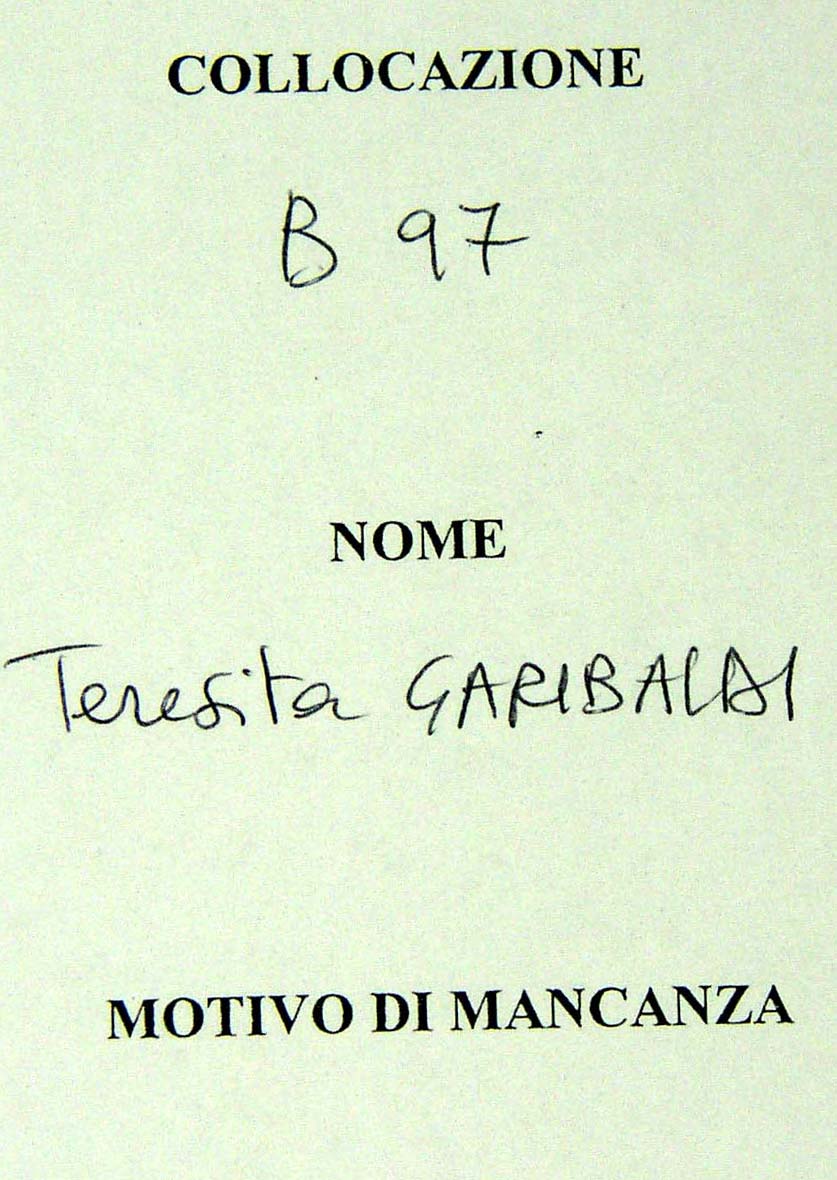 COLLOCAZIONE
B 97
NOME
Teresita GARIBALDI
MOTIVO DI MANCANZA